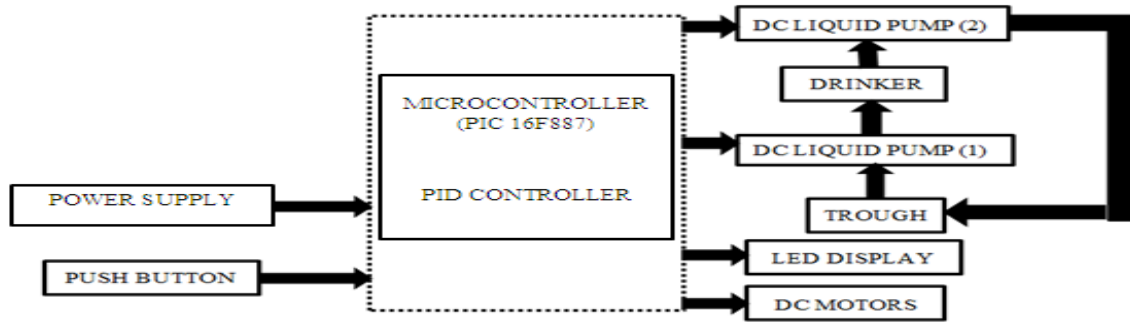 DC LIQUID PUMP (2)
DRINKER
MICROCONTROLLER
(PIC 16F887)
DC LIQUID PUMP (1)
PID CONTROLLER
POWER SUPPLY
TROUGH
LED DISPLAY
PUSH BUTTON
DC MOTORS